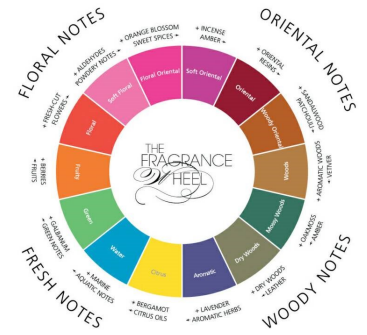 FLORAL NOTES
ORIENTAL NOTES
WOODY NOTES
FRESH NOTES
THE
FRAGRANCE
WHEEL
Floral Oriental
+ ORANGE BLOSSOM
SWEET SPICES +
Soft Oriental
+ INCENSE
AMBER +
Oriental
+ ORIENTAL
RESINS +
Woody Oriental
+ SANDALWOOD
PATCHOULI +
Woods
+ AROMATIC WOODS
+ VETIVER
Mossy Woods
+ OAKMOSS
+ AMBER
Dry Woods
+ DRY WOODS
+ LEATHER
Aromatic
+ LAVENDER
+ AROMATIC HERBS
Citrus
+ BERGAMOT
+ CITRUS OILS
Water
+ MARINE
+ AQUATIC NOTES
Green
+ GALBANUM
+ GREEN NOTES
Fruity
+ BERRIES
+ FRUITS
Floral
+ FRESH-CUT
FLOWERS +
Soft Floral
+ ALDEHYDES
POWDERY NOTES +